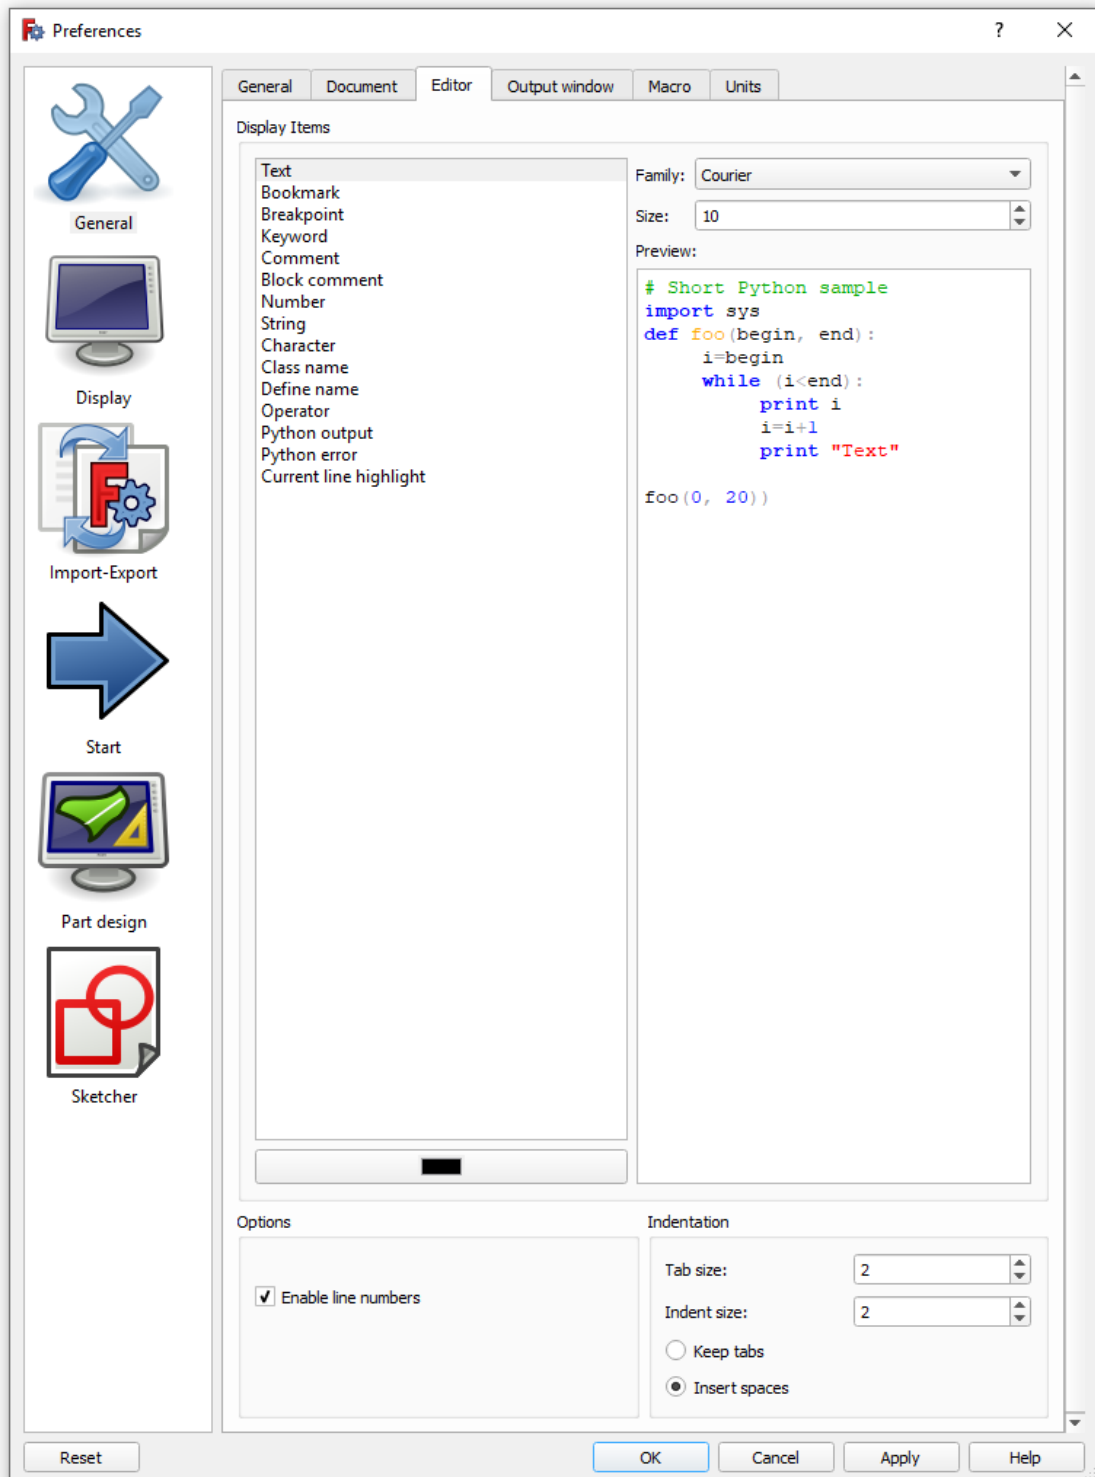 Preferences
?
General
Display
Import-Export
Start
Part design
Sketcher
General Document Editor Output window Macro Units
Display Items
Text
Bookmark
Breakpoint
Keyword
Comment
Block comment
Number
String
Character
Class name
Define name
Operator
Python output
Python error
Current line highlight
Family: Courier
Size: 10
Preview:
# Short Python sample
import sys
def foo(begin, end):
     i=begin
     while (i<end):
          print i
          i=i+1
          print "Text"
foo(0, 20))
Options
Enable line numbers
Indentation
Tab size: 2
Indent size: 2
Keep tabs
Insert spaces
Reset OK Cancel Apply Help